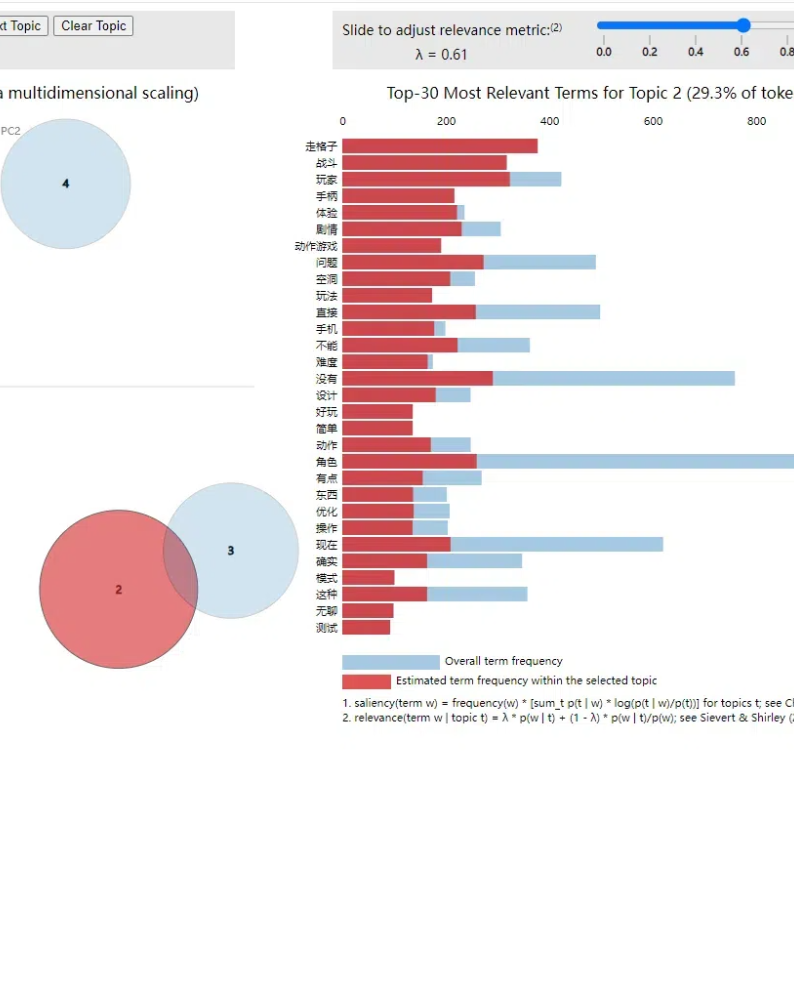 xt Topic
Clear Topic
Slide to adjust relevance metric:(2)
λ = 0.61
0.0 0.2 0.4 0.6 0.8
a multidimensional scaling)
Top-30 Most Relevant Terms for Topic 2 (29.3% of toke
PC2
4
2
3
0 200 400 600 800
走格子
战斗
玩家
手柄
体验
剧情
动作游戏
问题
空洞
玩法
直接
手机
不能
难度
没有
设计
好玩
简单
动作
角色
有点
东西
优化
操作
现在
确实
模式
这种
无聊
测试
Overall term frequency
Estimated term frequency within the selected topic
1. saliency(term w) = frequency(w) * [sum_t p(t | w) * log(p(t | w)/p(t))] for topics t; see Cl
2. relevance(term w | topic t) = λ * p(w | t) + (1 - λ) * p(w | t)/p(w); see Sievert & Shirley (2